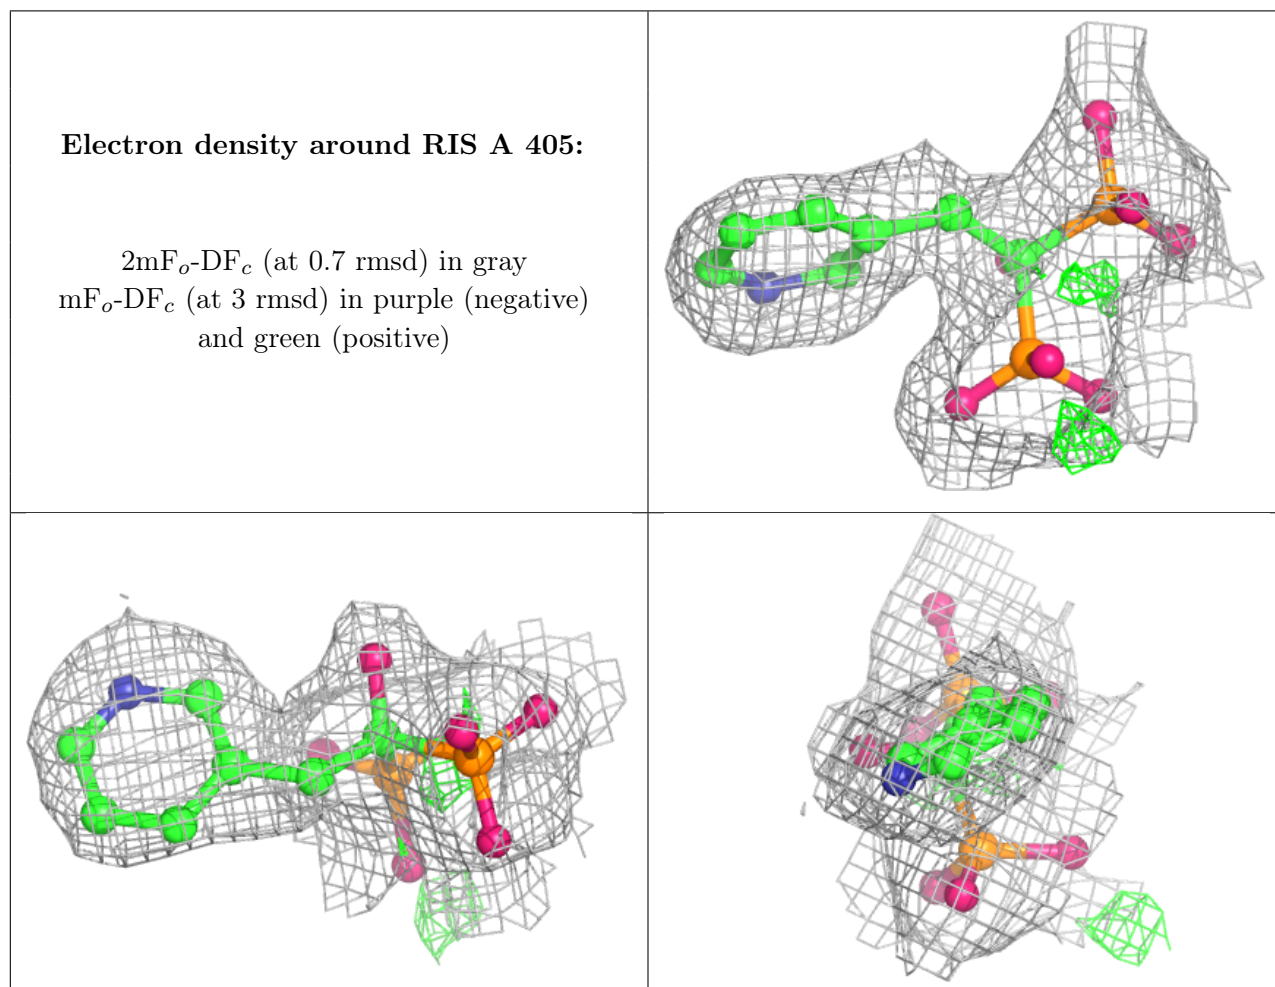 Electron density around RIS A 405:
2mFo-DFc (at 0.7 rmsd) in gray
mFo-DFc (at 3 rmsd) in purple (negative)
and green (positive)